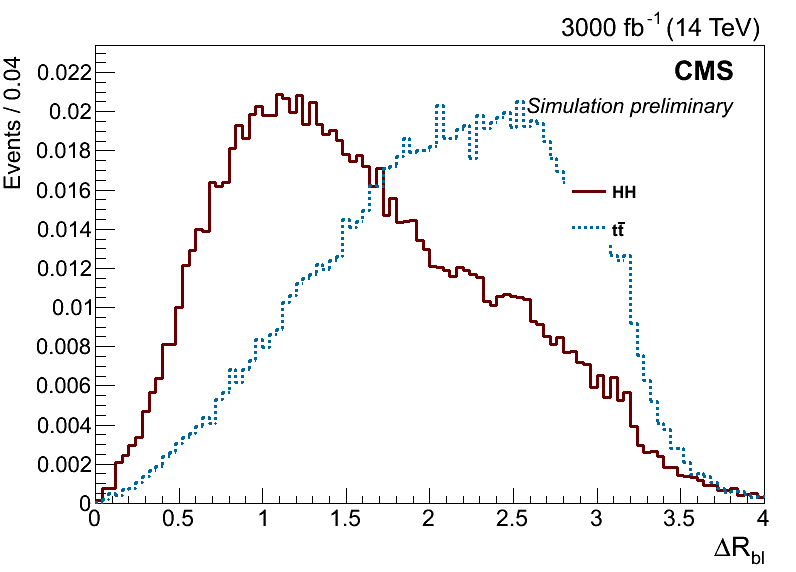 3000 fb⁻¹ (14 TeV)
CMS
Simulation preliminary
Events / 0.04
0.022
0.02
0.018
0.016
0.014
0.012
0.01
0.008
0.006
0.004
0.002
0
HH
tt̄
0 0.5 1 1.5 2 2.5 3 3.5 4
ΔR_bl